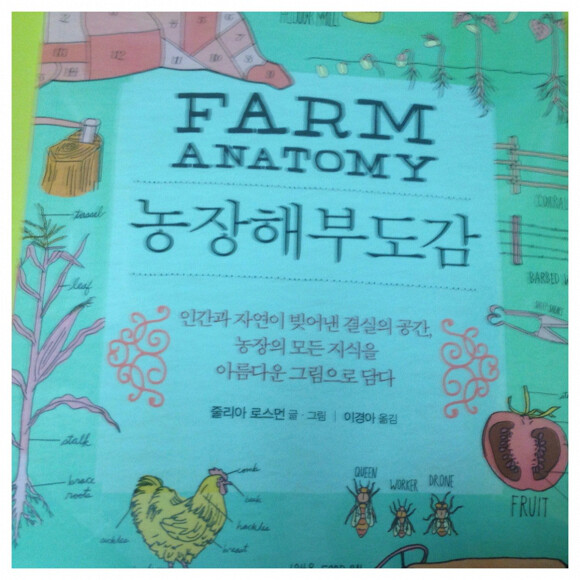 FARM
ANATOMY
농장해부도감
인간과 자연이 빚어낸 결실의 공간,
농장의 모든 지식을
아름다운 그림으로 담다
줄리아 로스먼 글·그림 | 이경아 옮김
tassel
leaf
stalk
brace
roots
comb
hackles
breast
sickles
QUEEN
WORKER
DRONE
FRUIT
BARBED